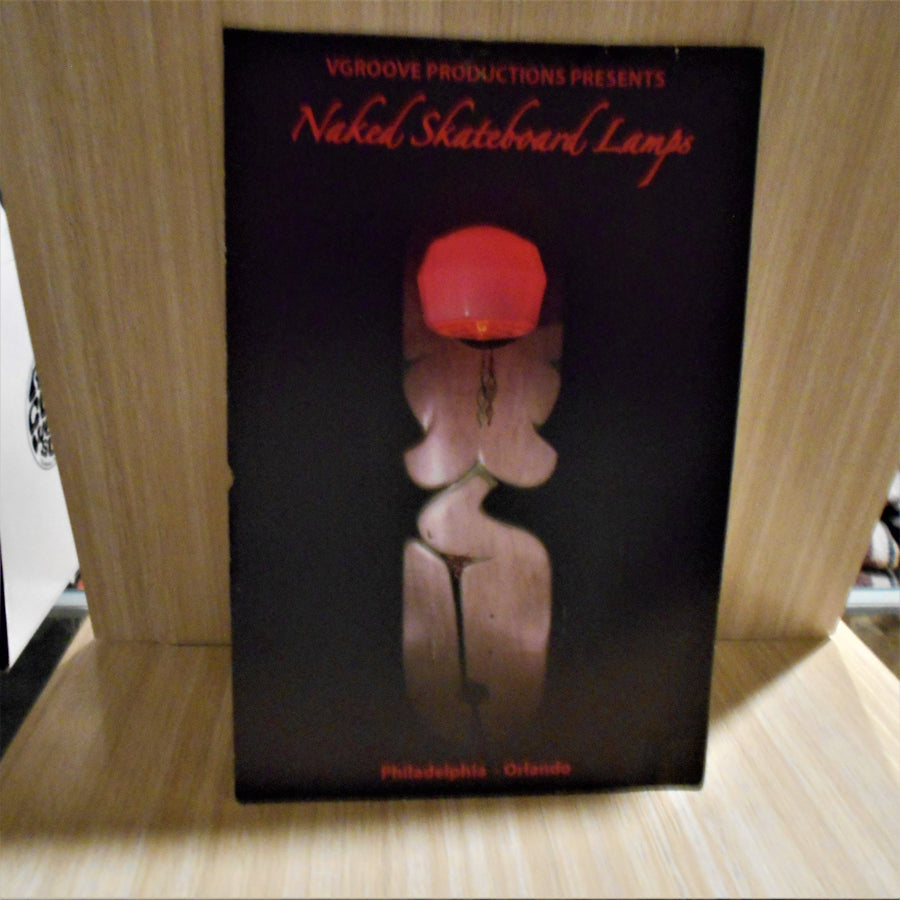 VGROOVE PRODUCTIONS PRESENTS
Naked Skateboard Lamps
Philadelphia - Orlando